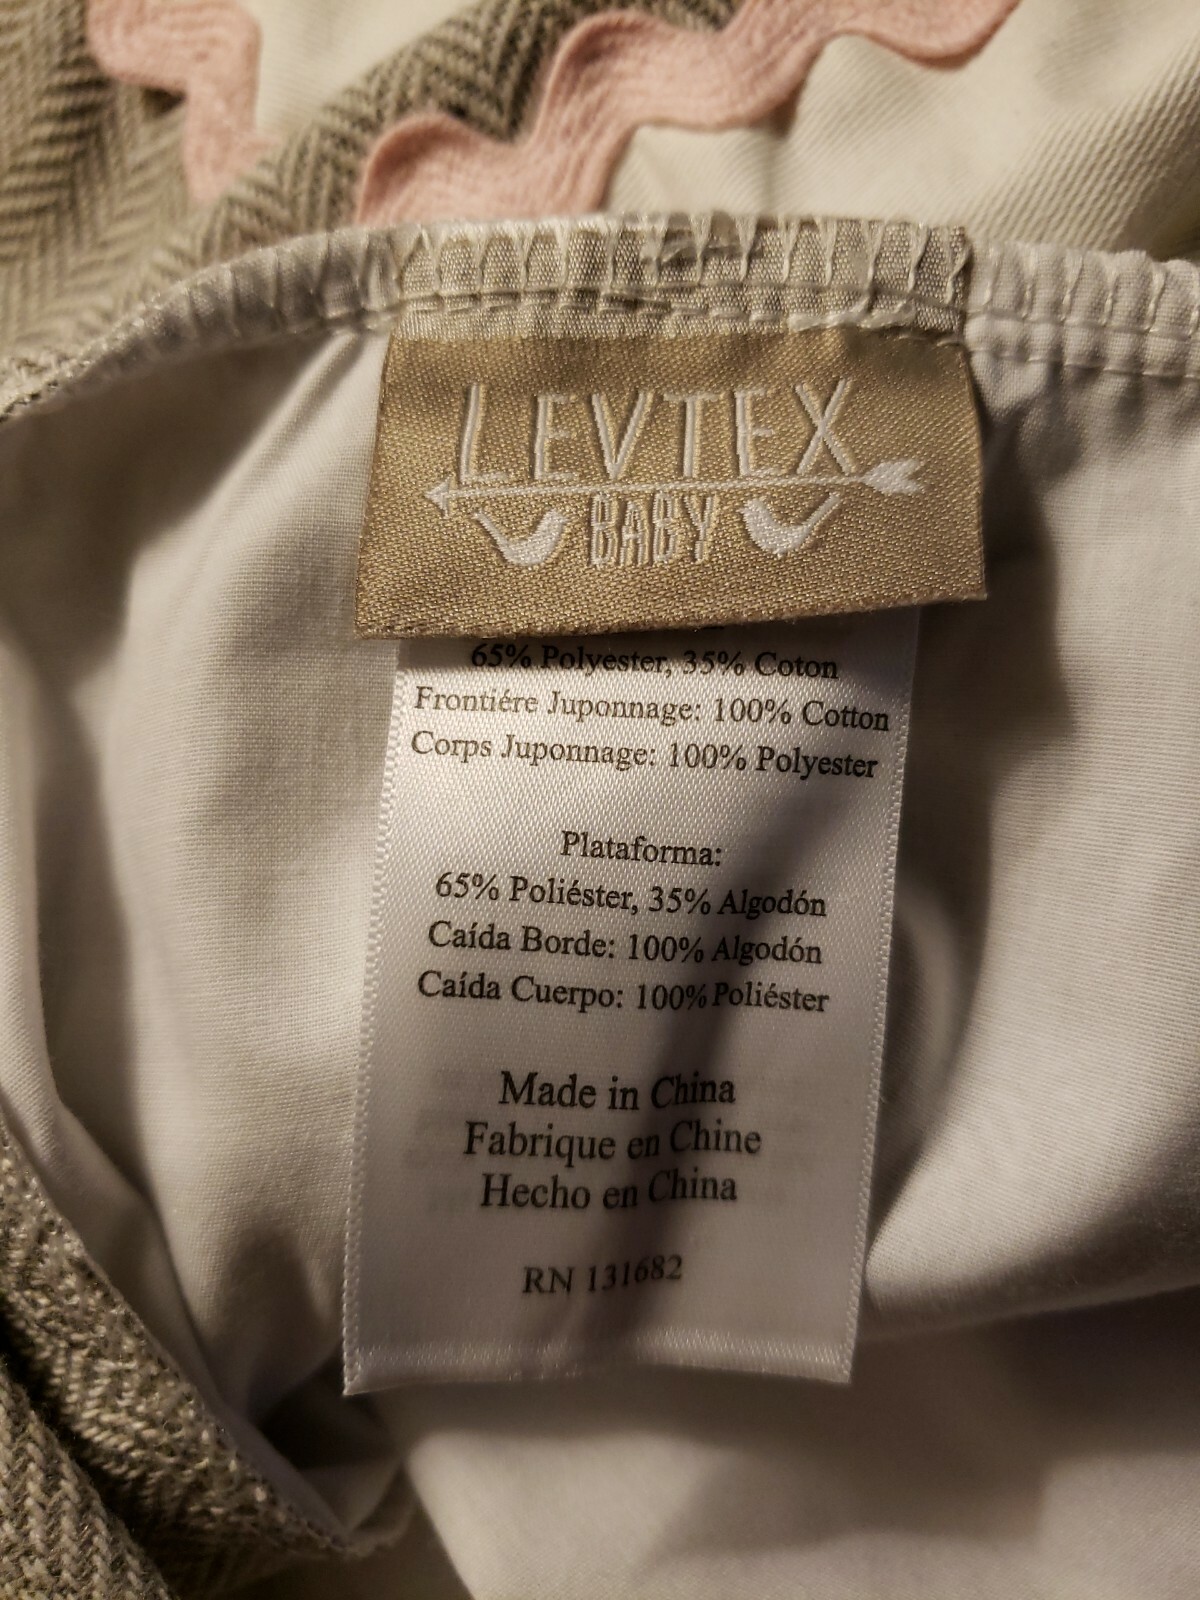 LEVTEX
BABY
65% Polyester, 35% Coton
Frontiére Juponnage: 100% Cotton
Corps Juponnage: 100% Polyester
Plataforma:
65% Poliéster, 35% Algodón
Caída Borde: 100% Algodón
Caída Cuerpo: 100% Poliéster
Made in China
Fabrique en Chine
Hecho en China
RN 131682